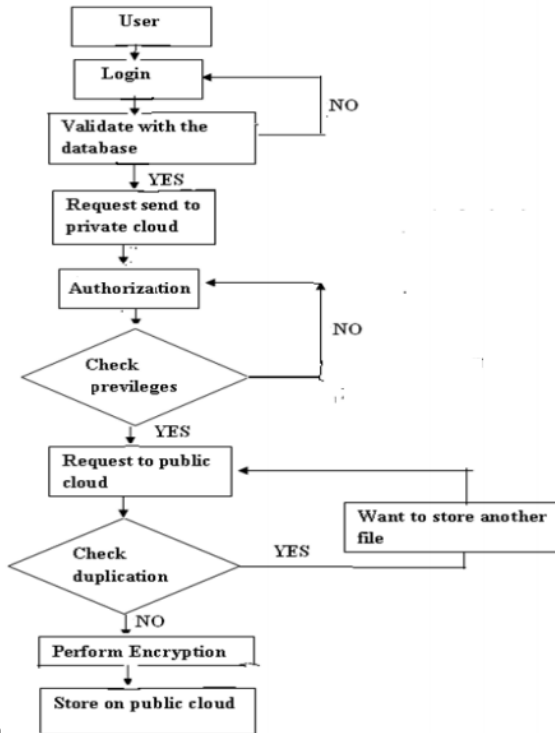 User
Login
NO
Validate with the
database
YES
Request send to
private cloud
Authorization
NO
Check
previleges
YES
Request to public
cloud
Want to store another
file
Check
duplication
YES
NO
Perform Encryption
Store on public cloud